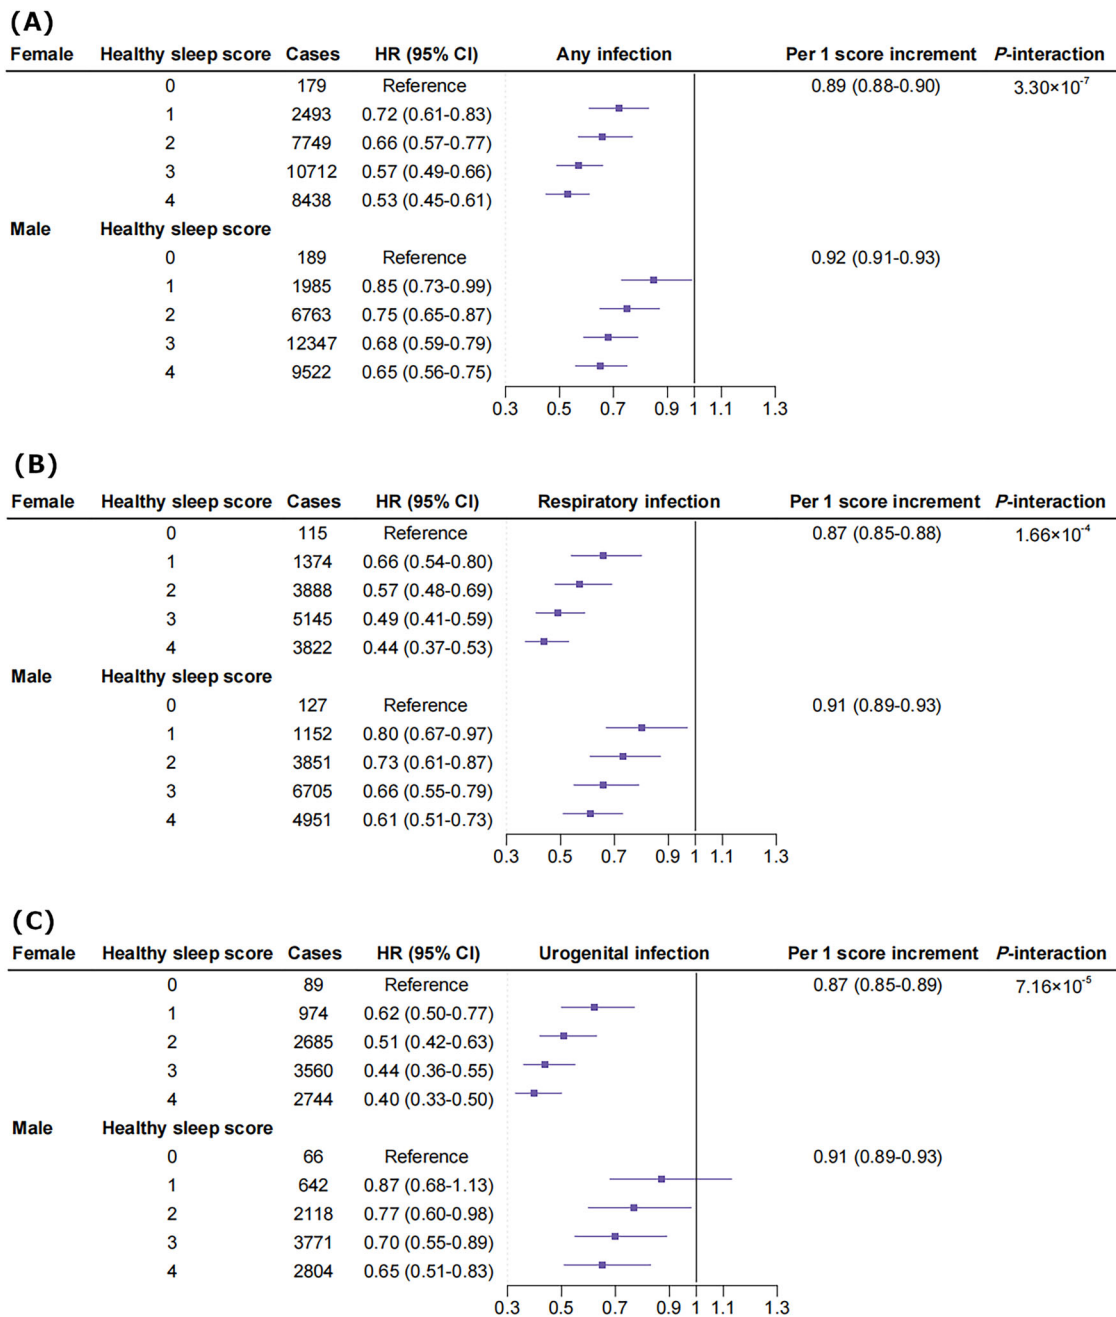 (A)
Female Healthy sleep score Cases HR (95% CI) Any infection Per 1 score increment P-interaction
0 179 Reference 0.89 (0.88-0.90) 3.30×10⁻⁷
1 2493 0.72 (0.61-0.83)
2 7749 0.66 (0.57-0.77)
3 10712 0.57 (0.49-0.66)
4 8438 0.53 (0.45-0.61)
Male Healthy sleep score
0 189 Reference 0.92 (0.91-0.93)
1 1985 0.85 (0.73-0.99)
2 6763 0.75 (0.65-0.87)
3 12347 0.68 (0.59-0.79)
4 9522 0.65 (0.56-0.75)
0.3 0.5 0.7 0.9 1 1.1 1.3
(B)
Female Healthy sleep score Cases HR (95% CI) Respiratory infection Per 1 score increment P-interaction
0 115 Reference 0.87 (0.85-0.88) 1.66×10⁻⁴
1 1374 0.66 (0.54-0.80)
2 3888 0.57 (0.48-0.69)
3 5145 0.49 (0.41-0.59)
4 3822 0.44 (0.37-0.53)
Male Healthy sleep score
0 127 Reference 0.91 (0.89-0.93)
1 1152 0.80 (0.67-0.97)
2 3851 0.73 (0.61-0.87)
3 6705 0.66 (0.55-0.79)
4 4951 0.61 (0.51-0.73)
0.3 0.5 0.7 0.9 1 1.1 1.3
(C)
Female Healthy sleep score Cases HR (95% CI) Urogenital infection Per 1 score increment P-interaction
0 89 Reference 0.87 (0.85-0.89) 7.16×10⁻⁵
1 974 0.62 (0.50-0.77)
2 2685 0.51 (0.42-0.63)
3 3560 0.44 (0.36-0.55)
4 2744 0.40 (0.33-0.50)
Male Healthy sleep score
0 66 Reference 0.91 (0.89-0.93)
1 642 0.87 (0.68-1.13)
2 2118 0.77 (0.60-0.98)
3 3771 0.70 (0.55-0.89)
4 2804 0.65 (0.51-0.83)
0.3 0.5 0.7 0.9 1 1.1 1.3